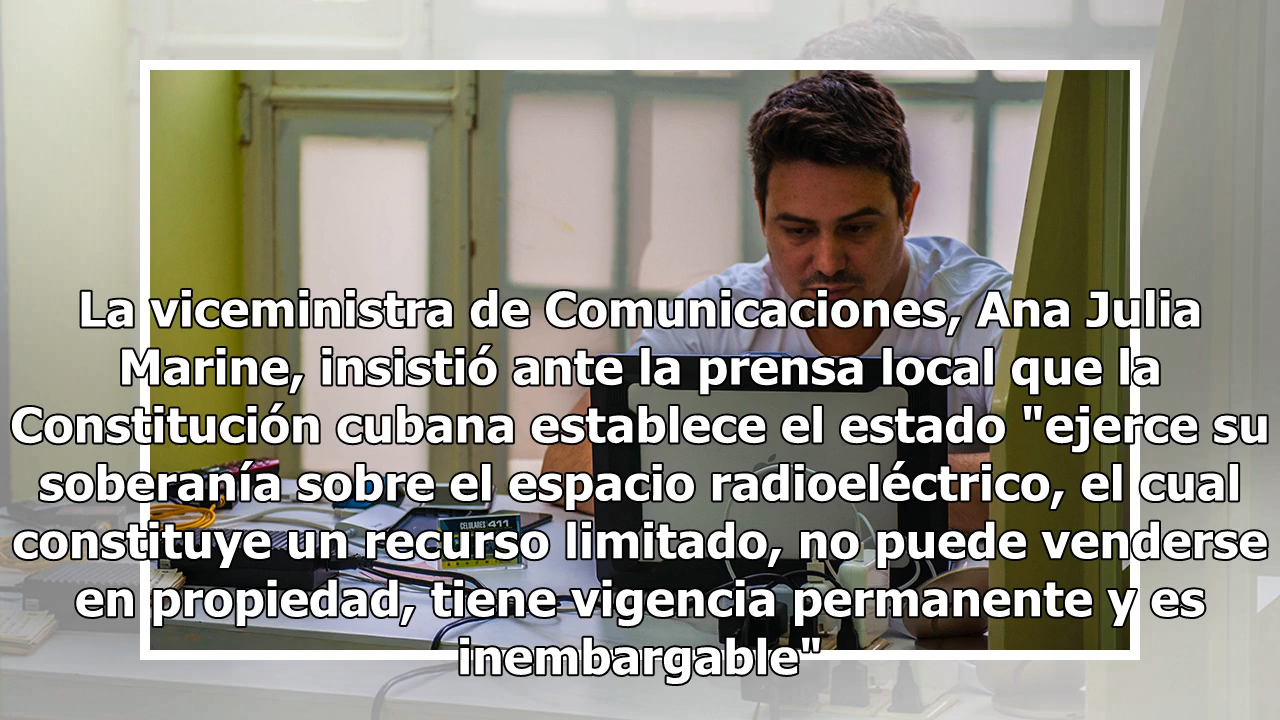 La viceministra de Comunicaciones, Ana Julia
Marine, insistió ante la prensa local que la
Constitución cubana establece el estado "ejerce su
soberanía sobre el espacio radioeléctrico, el cual
constituye un recurso limitado, no puede venderse
en propiedad, tiene vigencia permanente y es
inembargable"
CELULARES 411